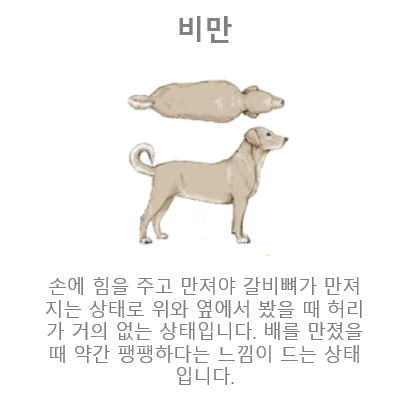 비만
손에 힘을 주고 만져야 갈비뼈가 만져
지는 상태로 위와 옆에서 봤을 때 허리
가 거의 없는 상태입니다. 배를 만졌을
때 약간 팽팽하다는 느낌이 드는 상태
입니다.